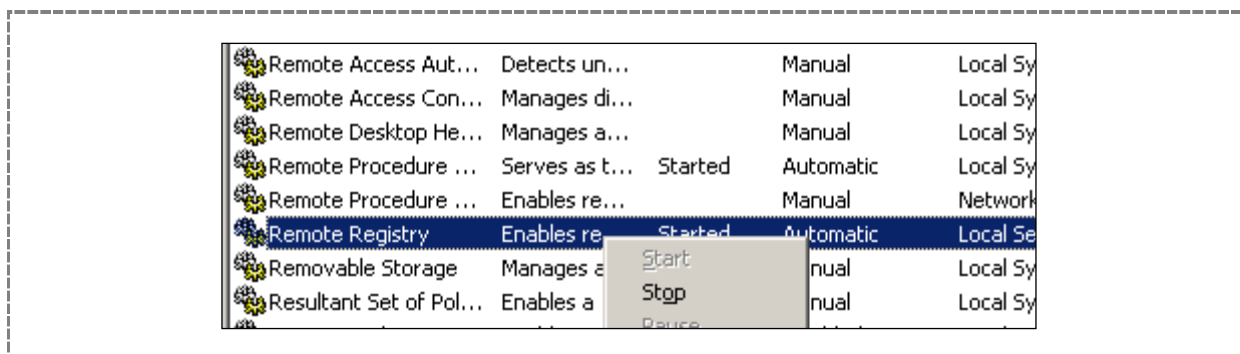 Remote Access Aut... Detects un... Manual Local Sy
Remote Access Con... Manages di... Manual Local Sy
Remote Desktop He... Manages a... Manual Local Sy
Remote Procedure ... Serves as t... Started Automatic Local Sy
Remote Procedure ... Enables re... Manual Network
Remote Registry Enables re... Started Automatic Local Se
Start
Removable Storage Manages a nual Local Sy
Stop
Resultant Set of Pol... Enables a nual Local Sy
Pause